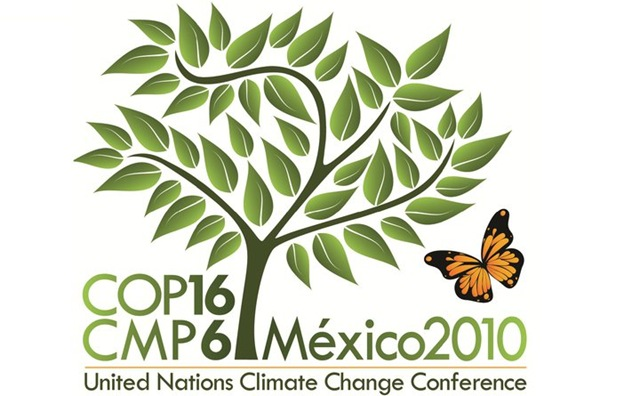 COP16
CMP6 México2010
United Nations Climate Change Conference